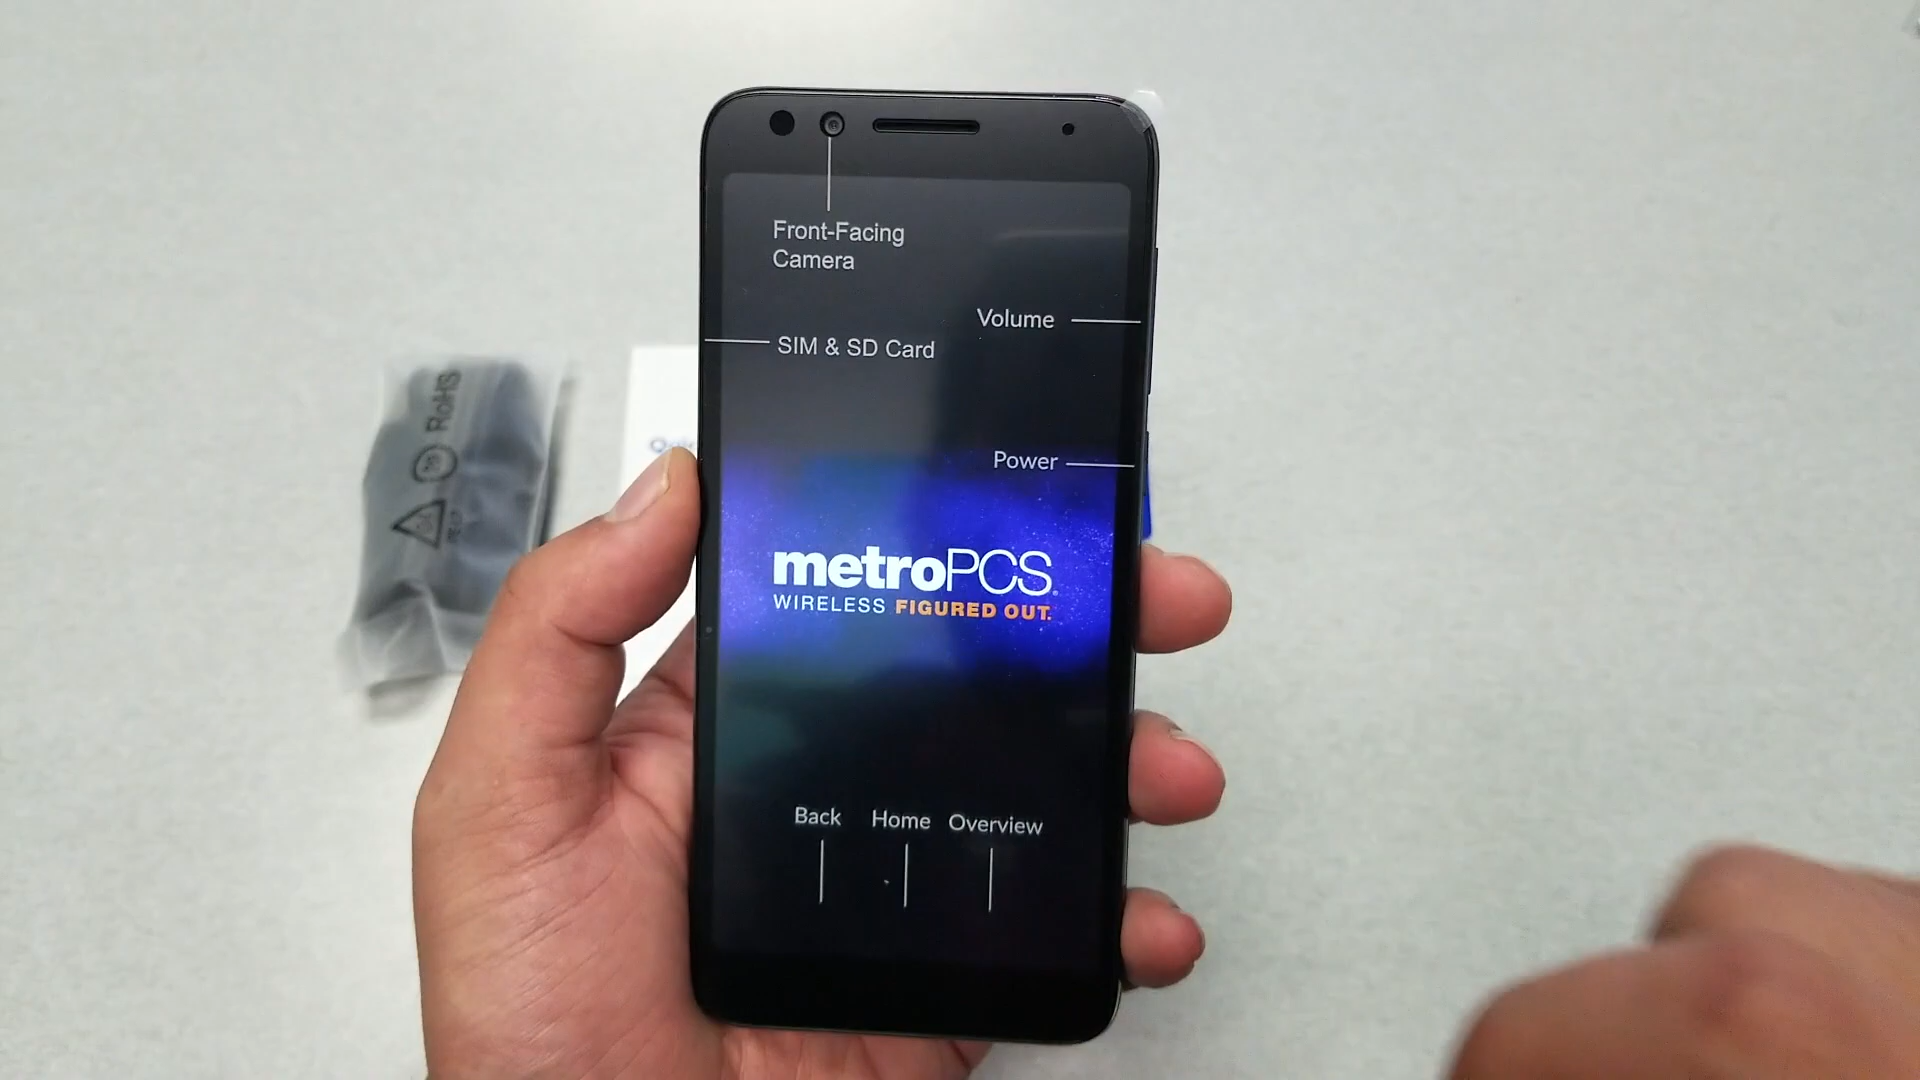 Front-Facing
Camera
Volume
SIM & SD Card
RoHS
Power
metroPCS®
WIRELESS FIGURED OUT.
Back Home Overview